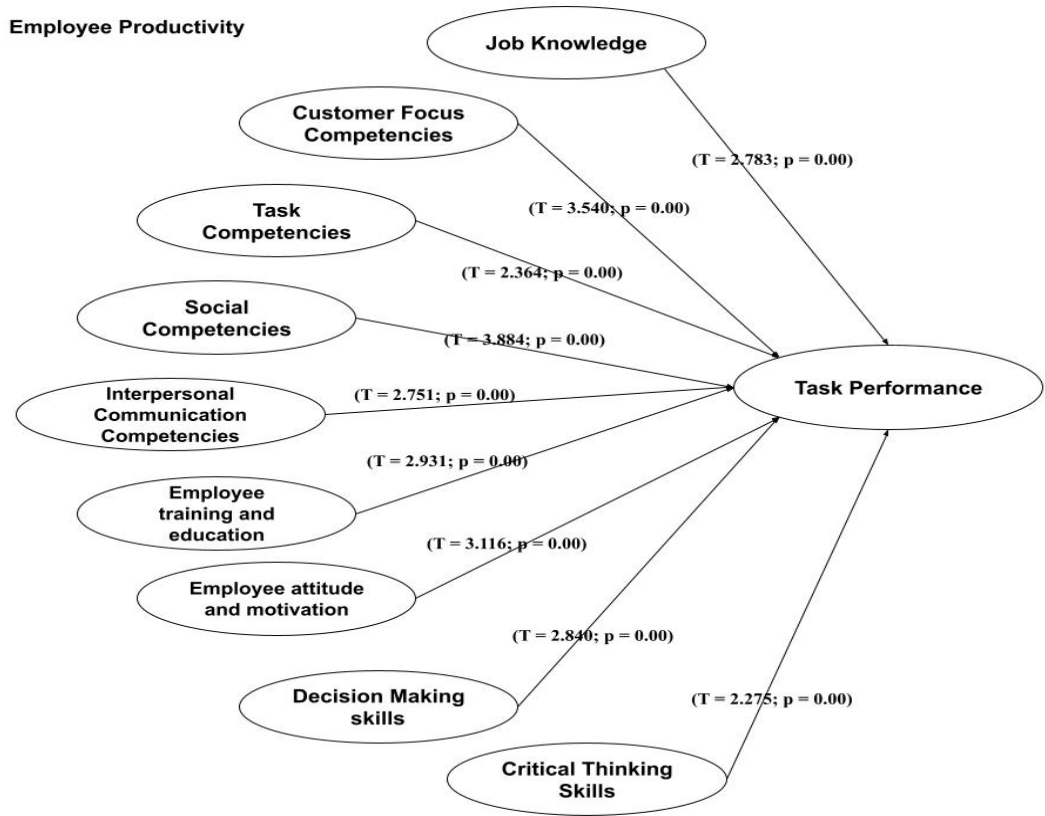 Employee Productivity
Job Knowledge
Customer Focus
Competencies
(T = 2.783; p = 0.00)
(T = 3.540; p = 0.00)
Task
Competencies
(T = 2.364; p = 0.00)
Social
Competencies
(T = 3.884; p = 0.00)
Task Performance
Interpersonal
Communication
Competencies
(T = 2.751; p = 0.00)
(T = 2.931; p = 0.00)
Employee
training and
education
(T = 3.116; p = 0.00)
Employee attitude
and motivation
(T = 2.840; p = 0.00)
Decision Making
skills
(T = 2.275; p = 0.00)
Critical Thinking
Skills